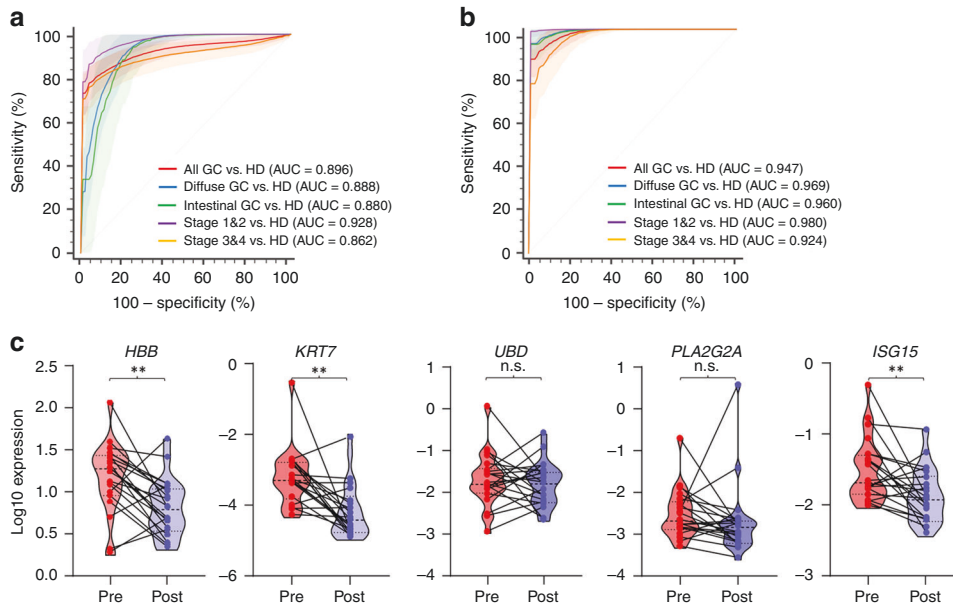 a
100
80
60
40
20
0
Sensitivity (%)
All GC vs. HD (AUC = 0.896)
Diffuse GC vs. HD (AUC = 0.888)
Intestinal GC vs. HD (AUC = 0.880)
Stage 1&2 vs. HD (AUC = 0.928)
Stage 3&4 vs. HD (AUC = 0.862)
0 20 40 60 80 100
100 – specificity (%)
b
100
80
60
40
20
0
Sensitivity (%)
All GC vs. HD (AUC = 0.947)
Diffuse GC vs. HD (AUC = 0.969)
Intestinal GC vs. HD (AUC = 0.960)
Stage 1&2 vs. HD (AUC = 0.980)
Stage 3&4 vs. HD (AUC = 0.924)
0 20 40 60 80 100
100 – specificity (%)
c
HBB
**
2.5
2.0
1.5
1.0
0.5
0.0
Log10 expression
Pre Post
KRT7
**
0
−2
−4
−6
Pre Post
UBD
n.s.
1
0
−1
−2
−3
−4
Pre Post
PLA2G2A
n.s.
1
0
−1
−2
−3
−4
Pre Post
ISG15
**
0
−1
−2
−3
Pre Post